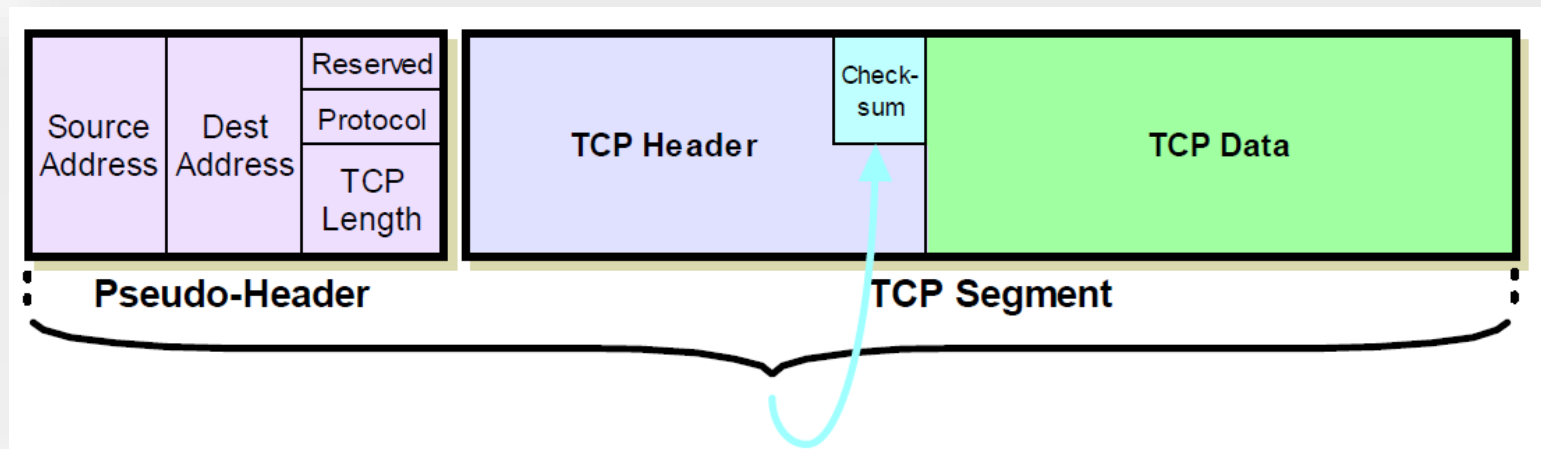 Source
Address
Dest
Address
Reserved
Protocol
TCP
Length
TCP Header
Check-
sum
TCP Data
Pseudo-Header
TCP Segment